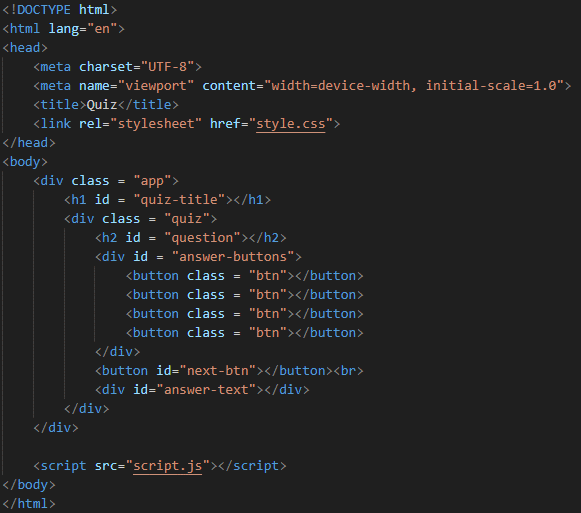 <!DOCTYPE html>
<html lang="en">
<head>
    <meta charset="UTF-8">
    <meta name="viewport" content="width=device-width, initial-scale=1.0">
    <title>Quiz</title>
    <link rel="stylesheet" href="style.css">
</head>
<body>
    <div class = "app">
        <h1 id = "quiz-title"></h1>
        <div class = "quiz">
            <h2 id = "question"></h2>
            <div id = "answer-buttons">
                <button class = "btn"></button>
                <button class = "btn"></button>
                <button class = "btn"></button>
                <button class = "btn"></button>
            </div>
            <button id="next-btn"></button><br>
            <div id="answer-text"></div>
        </div>
    </div>

    <script src="script.js"></script>
</body>
</html>